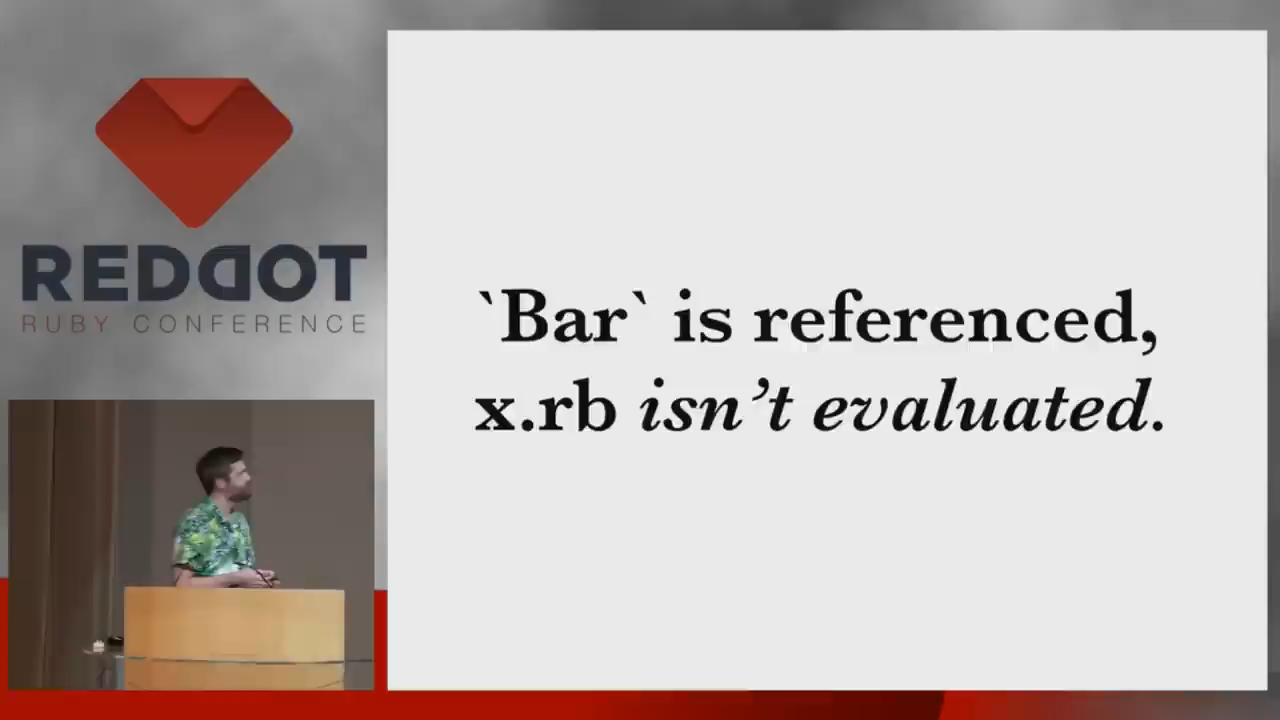 REDDOT
RUBY CONFERENCE
`Bar` is referenced,
x.rb isn't evaluated.